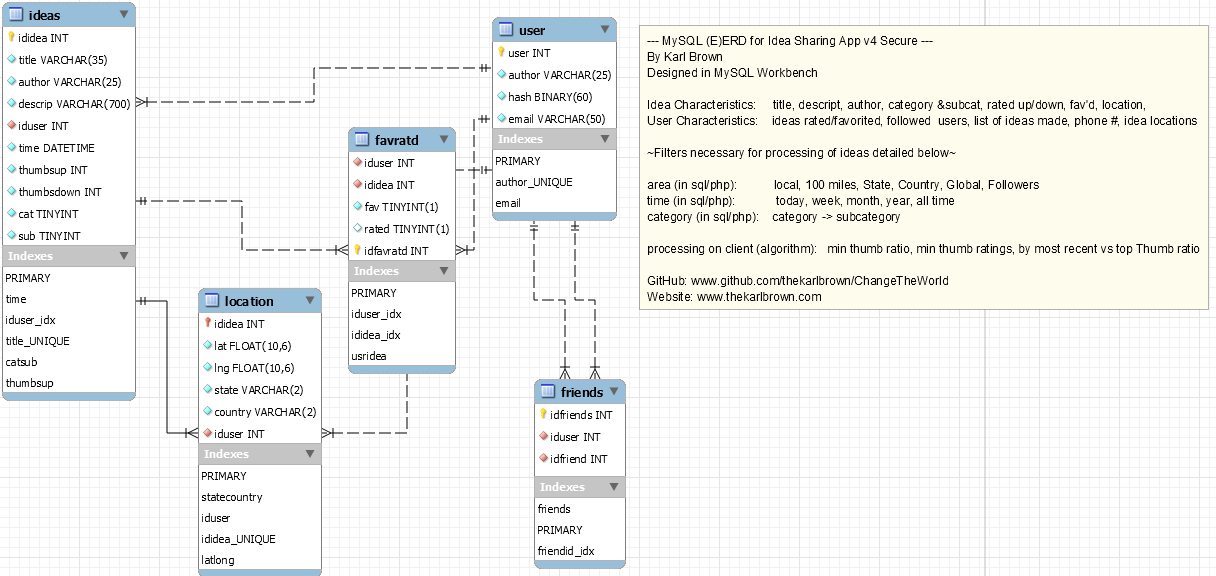 ideas
ididea INT
title VARCHAR(35)
author VARCHAR(25)
descrip VARCHAR(700)
iduser INT
time DATETIME
thumbsup INT
thumbsdown INT
cat TINYINT
sub TINYINT
Indexes
PRIMARY
time
iduser_idx
title_UNIQUE
catsub
thumbsup
location
ididea INT
lat FLOAT(10,6)
lng FLOAT(10,6)
state VARCHAR(2)
country VARCHAR(2)
iduser INT
Indexes
PRIMARY
statecountry
iduser
ididea_UNIQUE
latlong
favratd
iduser INT
ididea INT
fav TINYINT(1)
rated TINYINT(1)
idfavratd INT
Indexes
PRIMARY
iduser_idx
ididea_idx
usridea
user
user INT
author VARCHAR(25)
hash BINARY(60)
email VARCHAR(50)
Indexes
PRIMARY
author_UNIQUE
email
friends
idfriends INT
iduser INT
idfriend INT
Indexes
friends
PRIMARY
friendid_idx
--- MySQL (E)ERD for Idea Sharing App v4 Secure ---
By Karl Brown
Designed in MySQL Workbench
Idea Characteristics: title, descript, author, category &subcat, rated up/down, fav'd, location,
User Characteristics: ideas rated/favorited, followed users, list of ideas made, phone #, idea locations
~Filters necessary for processing of ideas detailed below~
area (in sql/php): local, 100 miles, State, Country, Global, Followers
time (in sql/php): today, week, month, year, all time
category (in sql/php): category -> subcategory
processing on client (algorithm): min thumb ratio, min thumb ratings, by most recent vs top Thumb ratio
GitHub: www.github.com/thekarlbrown/ChangeTheWorld
Website: www.thekarlbrown.com